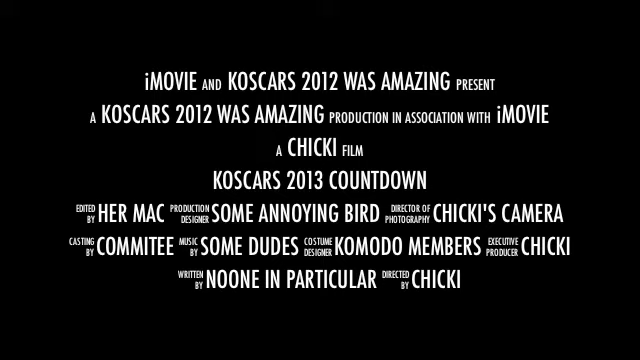 iMOVIE AND KOSCARS 2012 WAS AMAZING PRESENT
A KOSCARS 2012 WAS AMAZING PRODUCTION IN ASSOCIATION WITH iMOVIE
A CHICKI FILM
KOSCARS 2013 COUNTDOWN
EDITED BY HER MAC PRODUCTION DESIGNER SOME ANNOYING BIRD DIRECTOR OF PHOTOGRAPHY CHICKI'S CAMERA
CASTING BY COMMITEE MUSIC BY SOME DUDES COSTUME DESIGNER KOMODO MEMBERS EXECUTIVE PRODUCER CHICKI
WRITTEN BY NOONE IN PARTICULAR DIRECTED BY CHICKI